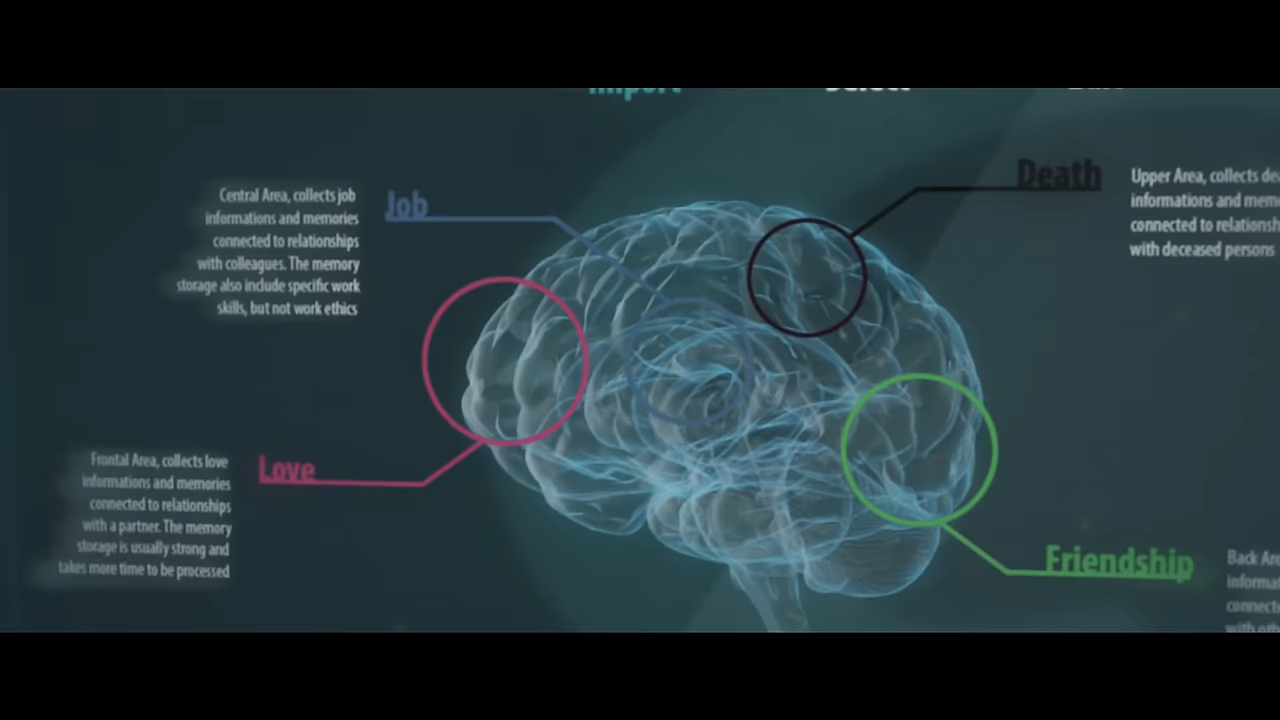 Import
Select
Job
Central Area, collects job
informations and memories
connected to relationships
with colleagues. The memory
storage also include specific work
skills, but not work ethics
Death
Upper Area, collects
informations and
connected to
with deceased persons
Love
Frontal Area, collects love
informations and memories
connected to relationships
with a partner. The memory
storage is usually strong and
takes more time to be processed
Friendship
Back